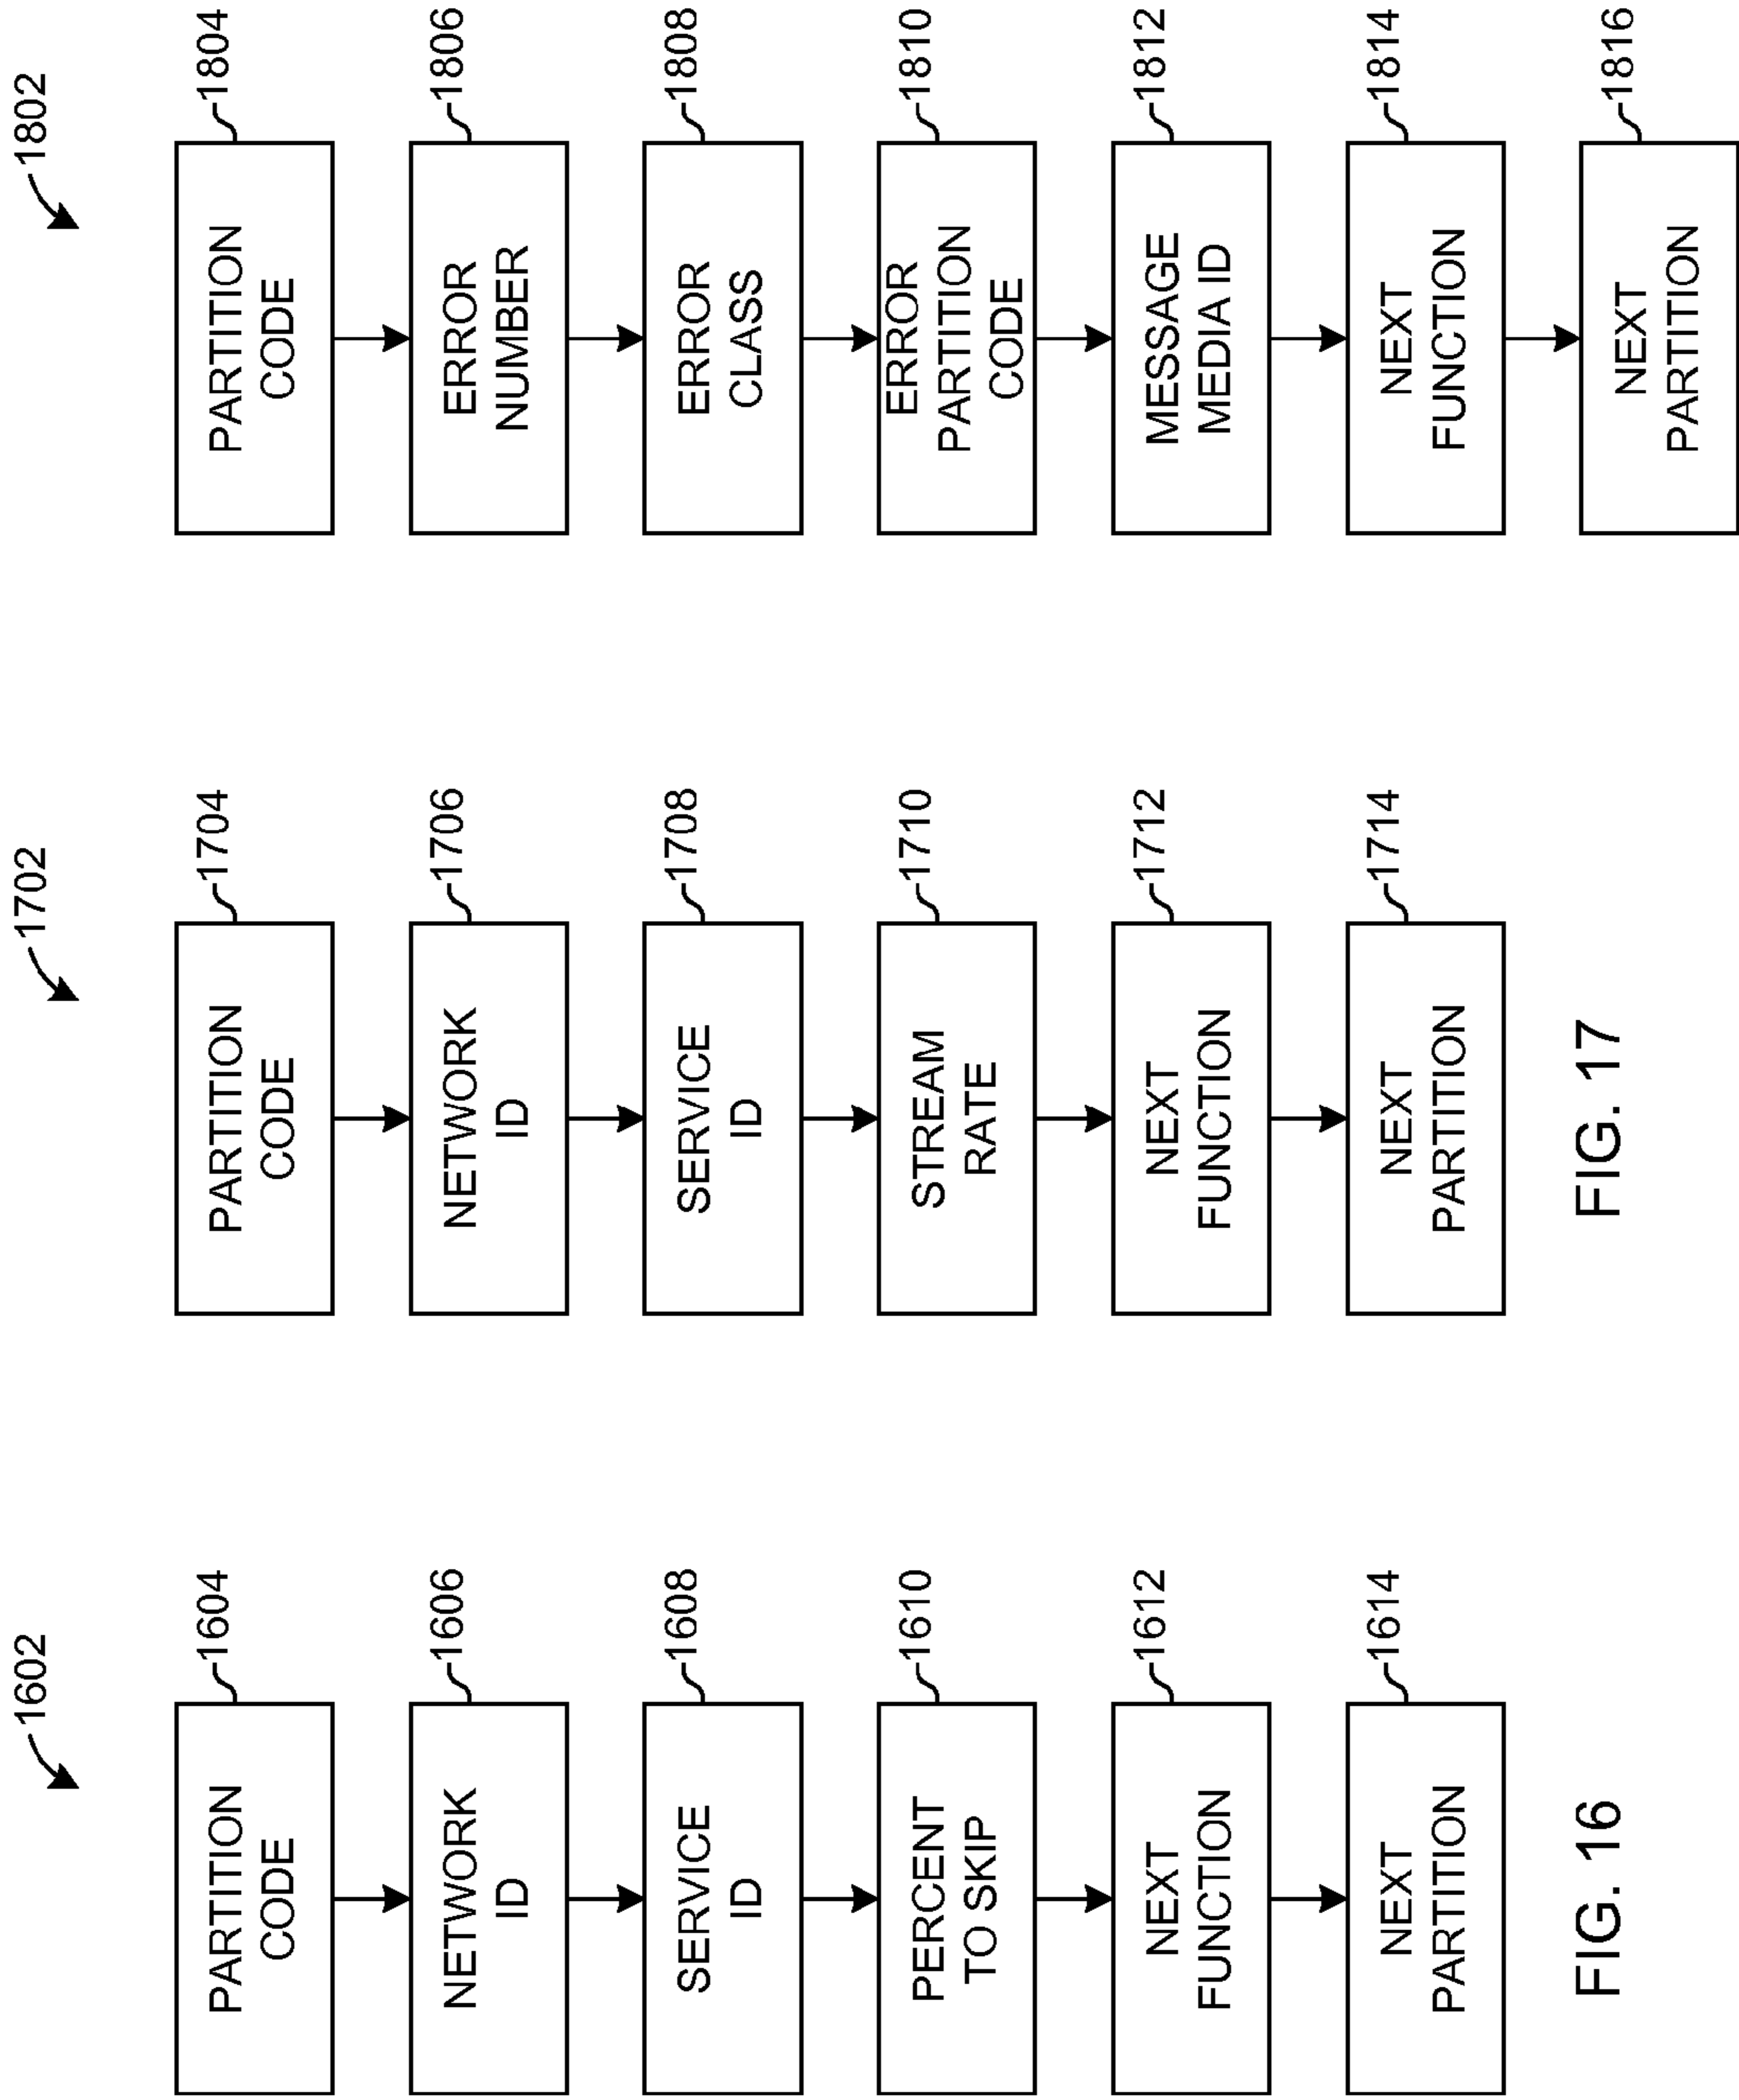 1602
PARTITION
CODE
1604
NETWORK
ID
1606
SERVICE
ID
1608
PERCENT
TO SKIP
1610
NEXT
FUNCTION
1612
NEXT
PARTITION
1614
FIG. 16
1702
PARTITION
CODE
1704
NETWORK
ID
1706
SERVICE
ID
1708
STREAM
RATE
1710
NEXT
FUNCTION
1712
NEXT
PARTITION
1714
FIG. 17
1802
PARTITION
CODE
1804
ERROR
NUMBER
1806
ERROR
CLASS
1808
ERROR
PARTITION
CODE
1810
MESSAGE
MEDIA ID
1812
NEXT
FUNCTION
1814
NEXT
PARTITION
1816